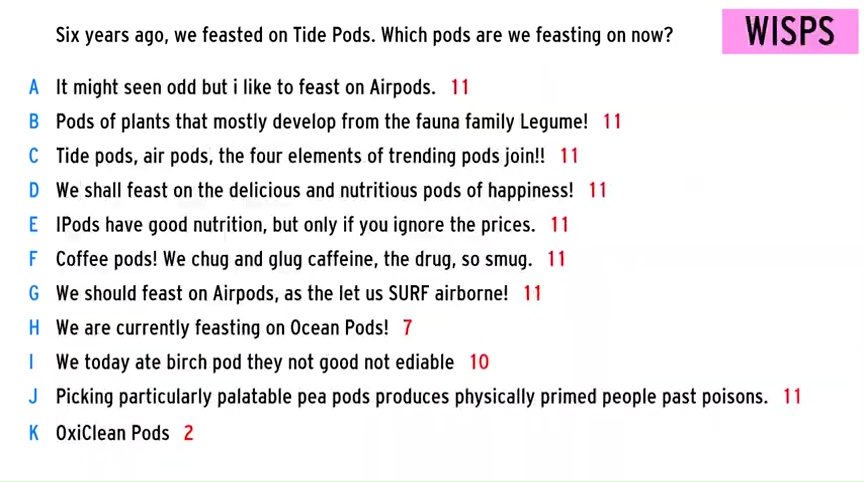 Six years ago, we feasted on Tide Pods. Which pods are we feasting on now?
WISPS
A It might seen odd but i like to feast on Airpods. 11
B Pods of plants that mostly develop from the fauna family Legume! 11
C Tide pods, air pods, the four elements of trending pods join!! 11
D We shall feast on the delicious and nutritious pods of happiness! 11
E IPods have good nutrition, but only if you ignore the prices. 11
F Coffee pods! We chug and glug caffeine, the drug, so smug. 11
G We should feast on Airpods, as the let us SURF airborne! 11
H We are currently feasting on Ocean Pods! 7
I We today ate birch pod they not good not ediable 10
J Picking particularly palatable pea pods produces physically primed people past poisons. 11
K OxiClean Pods 2